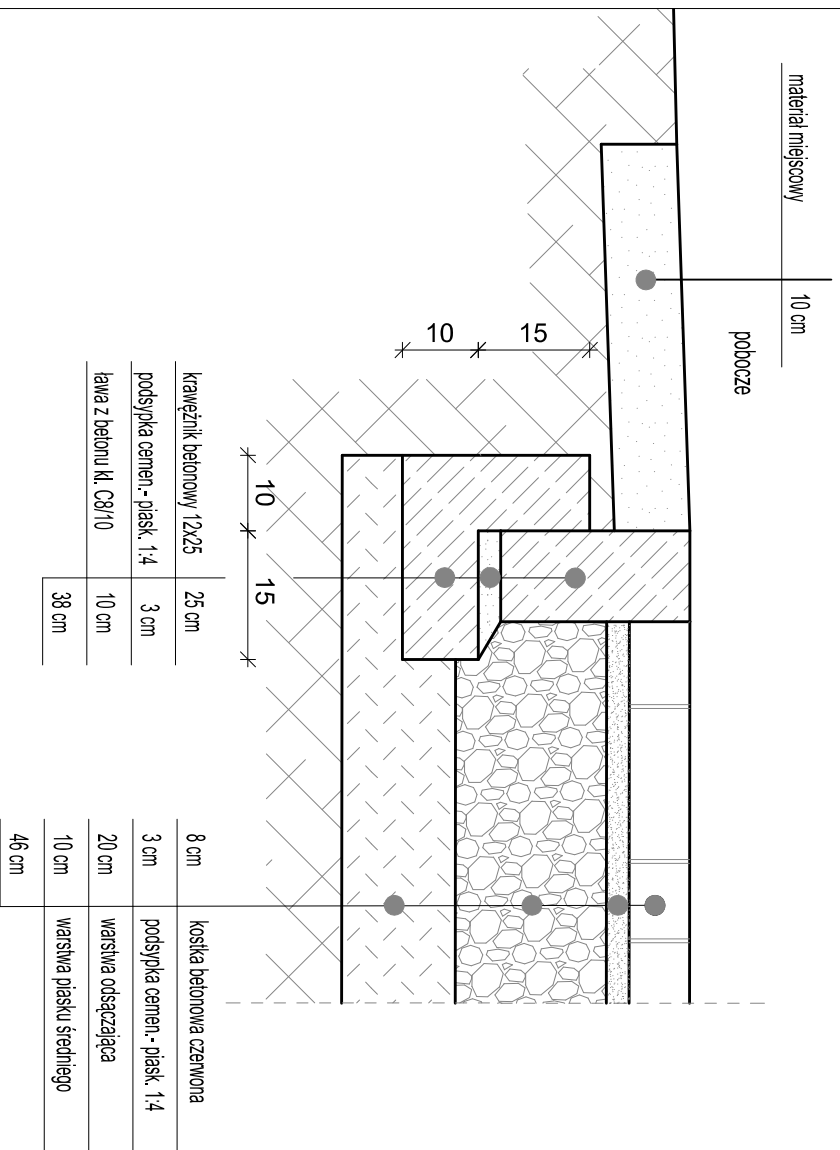 materiał miejscowy 10 cm
pobocze
15
10
10
15
krawężnik betonowy 12x25 25 cm
podsypka cemen.- piask. 1:4 3 cm
ława z betonu kl. C8/10 10 cm
38 cm
8 cm kostka betonowa czerwona
3 cm podsypka cemen.- piask. 1:4
20 cm warstwa odsączająca
10 cm warstwa piasku średniego
46 cm